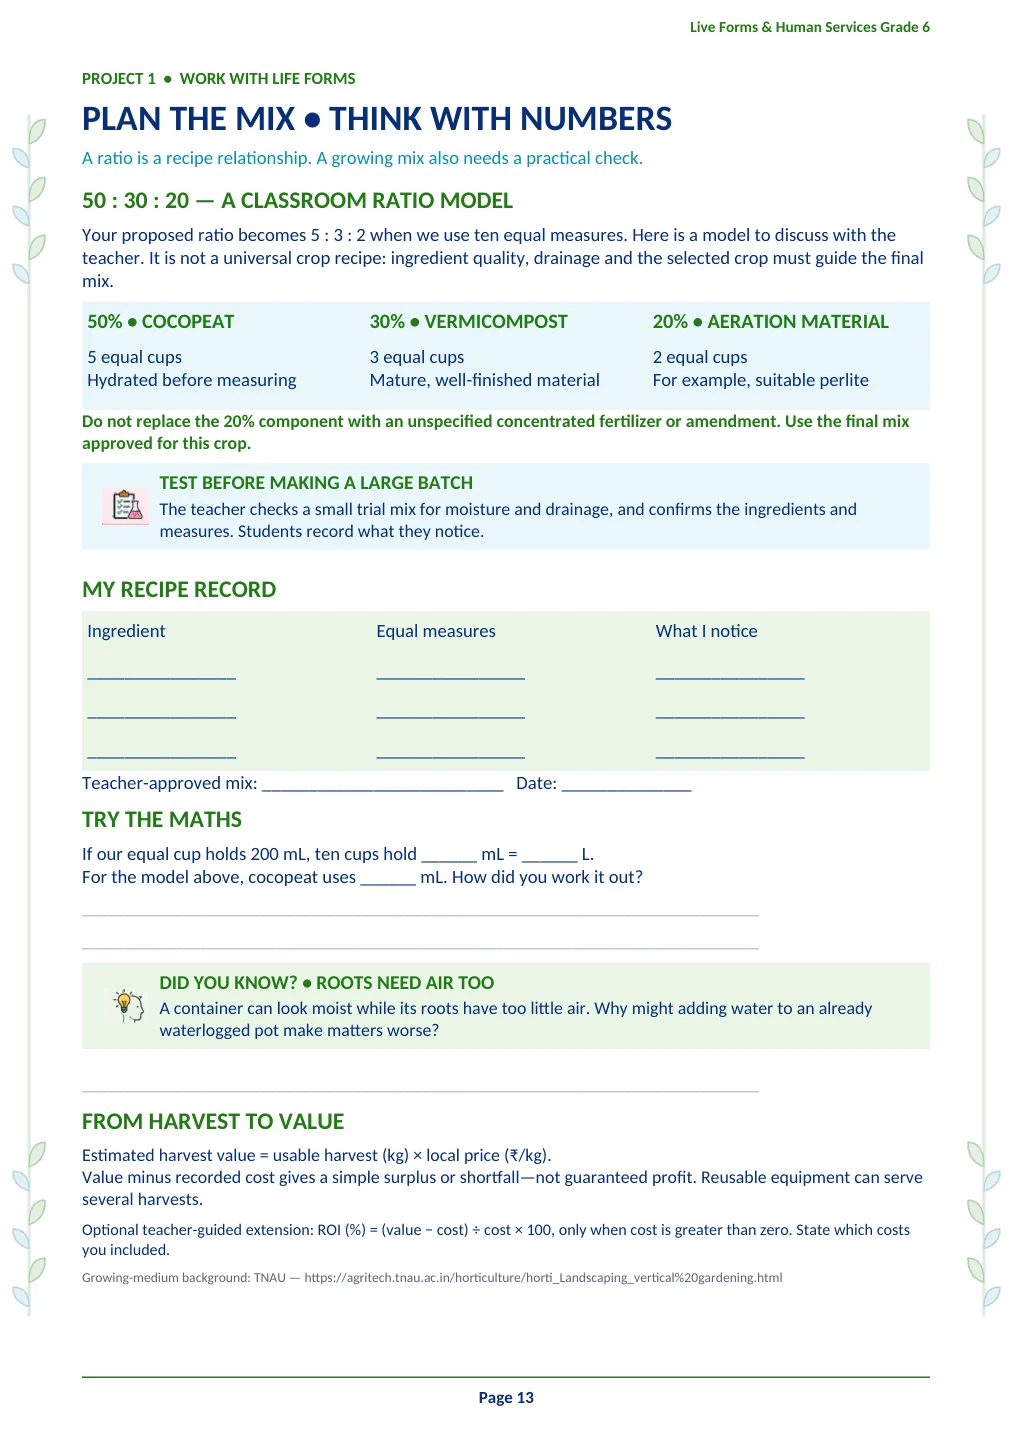 Live Forms & Human Services Grade 6
PROJECT 1 ● WORK WITH LIFE FORMS
PLAN THE MIX ● THINK WITH NUMBERS
A ratio is a recipe relationship. A growing mix also needs a practical check.
50 : 30 : 20 — A CLASSROOM RATIO MODEL
Your proposed ratio becomes 5 : 3 : 2 when we use ten equal measures. Here is a model to discuss with the
teacher. It is not a universal crop recipe: ingredient quality, drainage and the selected crop must guide the final
mix.
50% ● COCOPEAT
5 equal cups
Hydrated before measuring
30% ● VERMICOMPOST
3 equal cups
Mature, well-finished material
20% ● AERATION MATERIAL
2 equal cups
For example, suitable perlite
Do not replace the 20% component with an unspecified concentrated fertilizer or amendment. Use the final mix
approved for this crop.
TEST BEFORE MAKING A LARGE BATCH
The teacher checks a small trial mix for moisture and drainage, and confirms the ingredients and
measures. Students record what they notice.
MY RECIPE RECORD
Ingredient Equal measures What I notice
________________ ________________ ________________
________________ ________________ ________________
________________ ________________ ________________
Teacher-approved mix: __________________________ Date: ______________
TRY THE MATHS
If our equal cup holds 200 mL, ten cups hold ______ mL = ______ L.
For the model above, cocopeat uses ______ mL. How did you work it out?
DID YOU KNOW? ● ROOTS NEED AIR TOO
A container can look moist while its roots have too little air. Why might adding water to an already
waterlogged pot make matters worse?
FROM HARVEST TO VALUE
Estimated harvest value = usable harvest (kg) × local price (₹/kg).
Value minus recorded cost gives a simple surplus or shortfall—not guaranteed profit. Reusable equipment can serve
several harvests.
Optional teacher-guided extension: ROI (%) = (value − cost) ÷ cost × 100, only when cost is greater than zero. State which costs
you included.
Growing-medium background: TNAU — https://agritech.tnau.ac.in/horticulture/horti_Landscaping_vertical%20gardening.html
Page 13